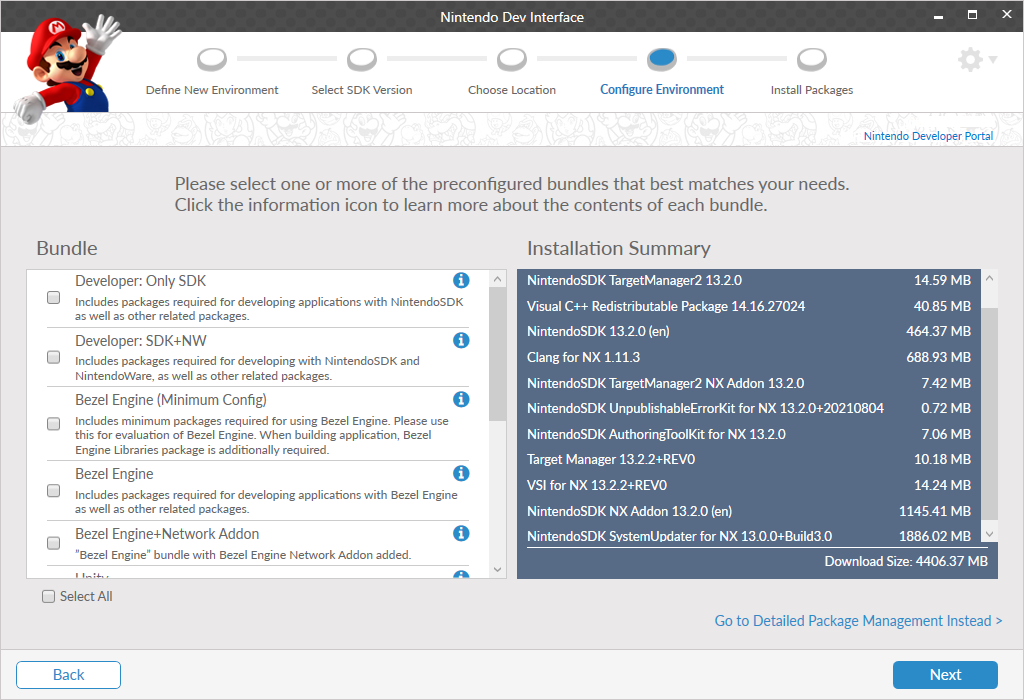 Nintendo Dev Interface
Define New Environment
Select SDK Version
Choose Location
Configure Environment
Install Packages
Nintendo Developer Portal
Please select one or more of the preconfigured bundles that best matches your needs.
Click the information icon to learn more about the contents of each bundle.
Bundle
Developer: Only SDK
Includes packages required for developing applications with NintendoSDK
as well as other related packages.
Developer: SDK+NW
Includes packages required for developing with NintendoSDK and
NintendoWare, as well as other related packages.
Bezel Engine (Minimum Config)
Includes minimum packages required for using Bezel Engine. Please use
this for evaluation of Bezel Engine. When building application, Bezel
Engine Libraries package is additionally required.
Bezel Engine
Includes packages required for developing applications with Bezel Engine
as well as other related packages.
Bezel Engine+Network Addon
"Bezel Engine" bundle with Bezel Engine Network Addon added.
Unity
Select All
Installation Summary
NintendoSDK TargetManager2 13.2.0 14.59 MB
Visual C++ Redistributable Package 14.16.27024 40.85 MB
NintendoSDK 13.2.0 (en) 464.37 MB
Clang for NX 1.11.3 688.93 MB
NintendoSDK TargetManager2 NX Addon 13.2.0 7.42 MB
NintendoSDK UnpublishableErrorKit for NX 13.2.0+20210804 0.72 MB
NintendoSDK AuthoringToolKit for NX 13.2.0 7.06 MB
Target Manager 13.2.2+REV0 10.18 MB
VSI for NX 13.2.2+REV0 14.24 MB
NintendoSDK NX Addon 13.2.0 (en) 1145.41 MB
NintendoSDK SystemUpdater for NX 13.0.0+Build3.0 1886.02 MB
Download Size: 4406.37 MB
Go to Detailed Package Management Instead >
Back
Next